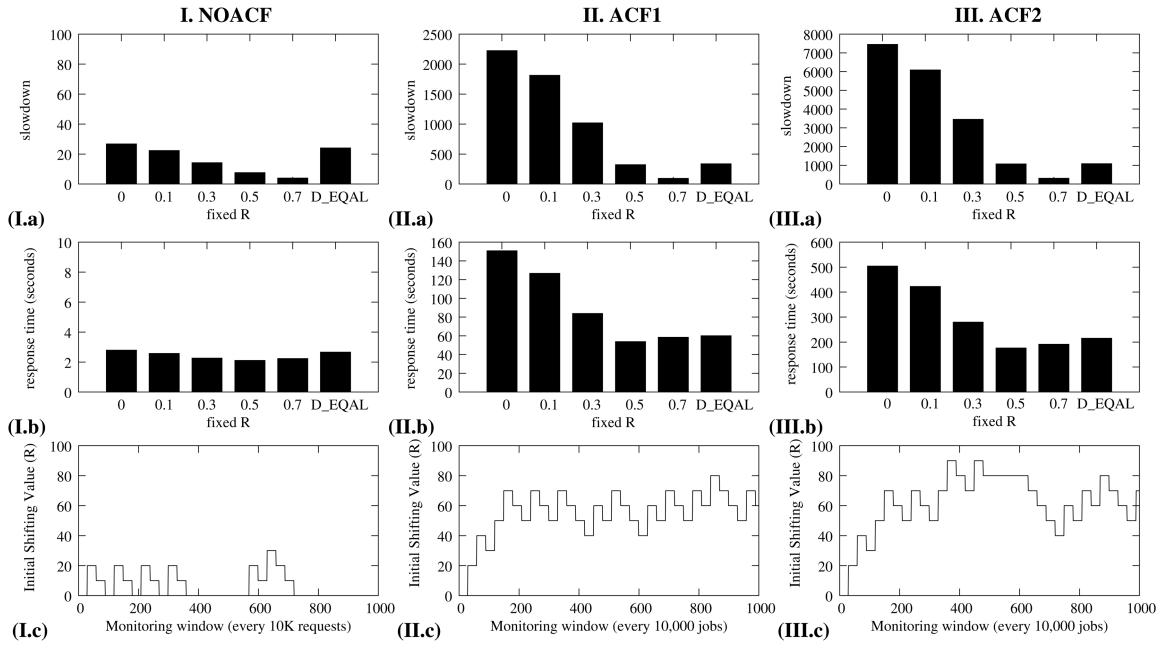 I. NOACF
II. ACF1
III. ACF2
100
80
60
40
20
0
slowdown
0 0.1 0.3 0.5 0.7 D_EQAL
fixed R
(I.a)
2500
2000
1500
1000
500
0
slowdown
0 0.1 0.3 0.5 0.7 D_EQAL
fixed R
(II.a)
8000
7000
6000
5000
4000
3000
2000
1000
0
slowdown
0 0.1 0.3 0.5 0.7 D_EQAL
fixed R
(III.a)
10
8
6
4
2
0
response time (seconds)
0 0.1 0.3 0.5 0.7 D_EQAL
fixed R
(I.b)
160
140
120
100
80
60
40
20
0
response time (seconds)
0 0.1 0.3 0.5 0.7 D_EQAL
fixed R
(II.b)
600
500
400
300
200
100
0
response time (seconds)
0 0.1 0.3 0.5 0.7 D_EQAL
fixed R
(III.b)
100
80
60
40
20
0
Initial Shifting Value (R)
0 200 400 600 800 1000
Monitoring window (every 10K requests)
(I.c)
100
80
60
40
20
0
Initial Shifting Value (R)
0 200 400 600 800 1000
Monitoring window (every 10,000 jobs)
(II.c)
100
80
60
40
20
0
Initial Shifting Value (R)
0 200 400 600 800 1000
Monitoring window (every 10,000 jobs)
(III.c)